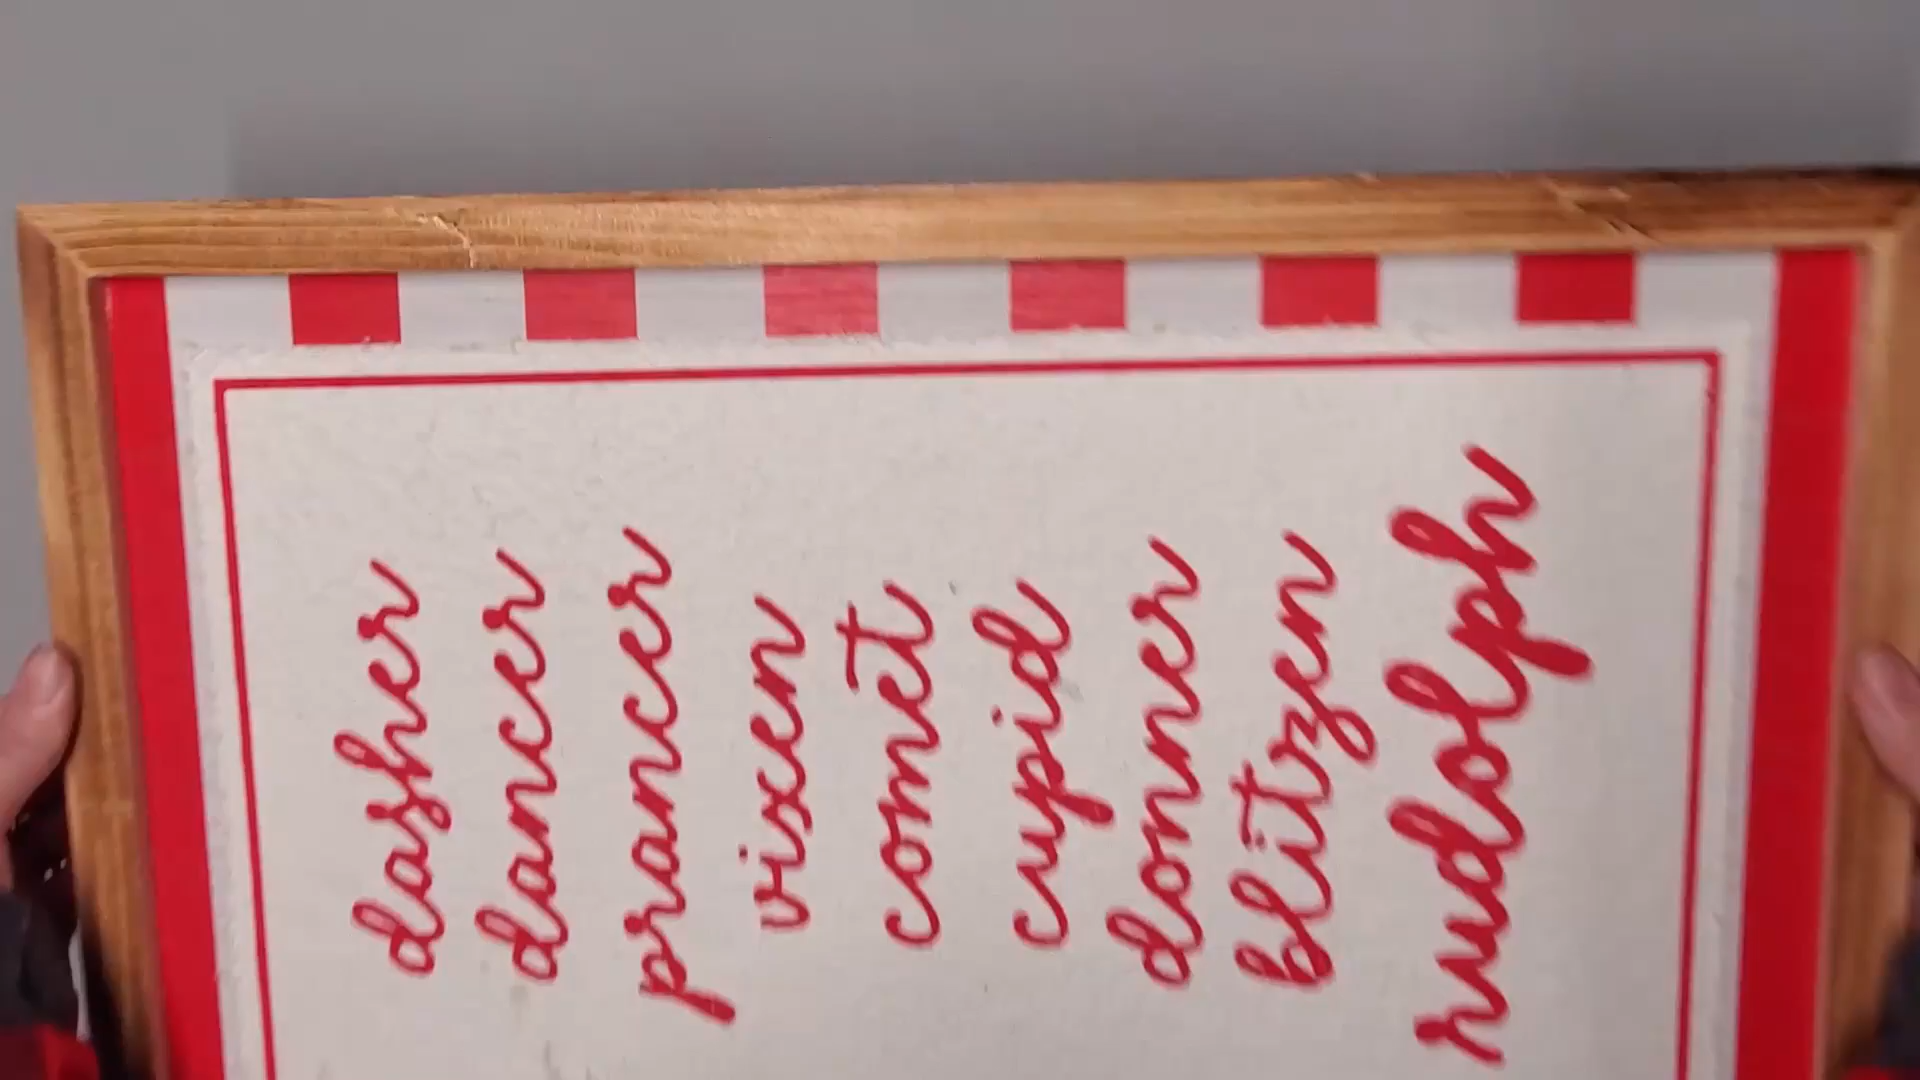 dasher
dancer
prancer
vixen
comet
cupid
donner
blitzen
rudolph